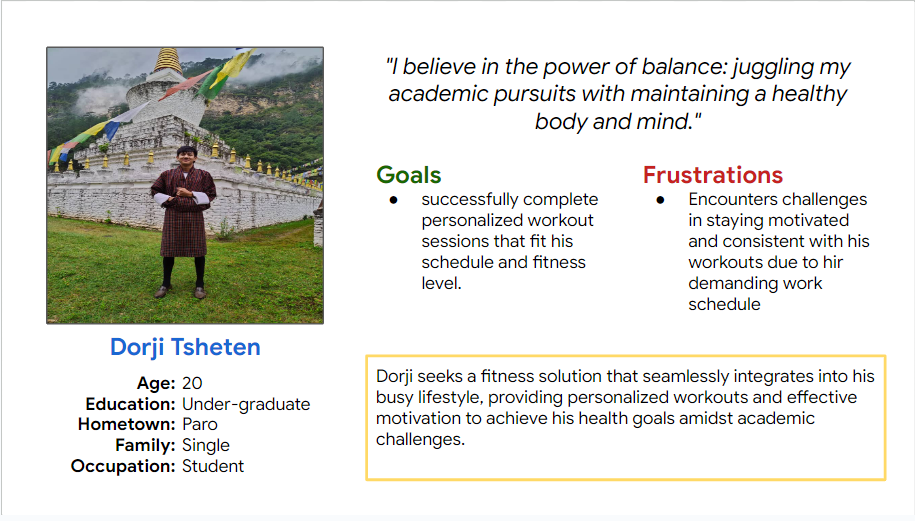 "I believe in the power of balance: juggling my
academic pursuits with maintaining a healthy
body and mind."
Goals
● successfully complete
personalized workout
sessions that fit his
schedule and fitness
level.
Frustrations
● Encounters challenges
in staying motivated
and consistent with his
workouts due to hir
demanding work
schedule
Dorji Tsheten
Age: 20
Education: Under-graduate
Hometown: Paro
Family: Single
Occupation: Student
Dorji seeks a fitness solution that seamlessly integrates into his
busy lifestyle, providing personalized workouts and effective
motivation to achieve his health goals amidst academic
challenges.